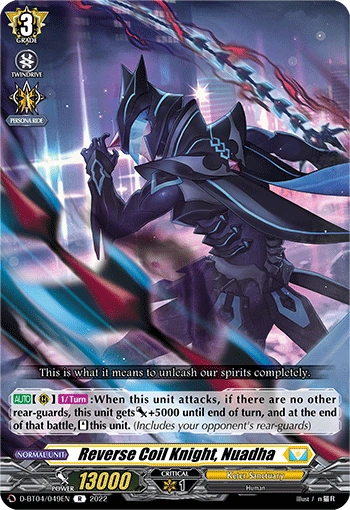 3
GRADE
TWINDRIVE
PERSONA RIDE
This is what it means to unleash our spirits completely.
AUTO 1/Turn :When this unit attacks, if there are no other
rear-guards, this unit gets +5000 until end of turn, and at the end
of that battle, this unit. (Includes your opponent's rear-guards)
NORMAL UNIT Reverse Coil Knight, Nuadha
POWER 13000 CRITICAL 1 Keter Sanctuary
Human
D-BT04/049EN R 2022 Illust / n猫R